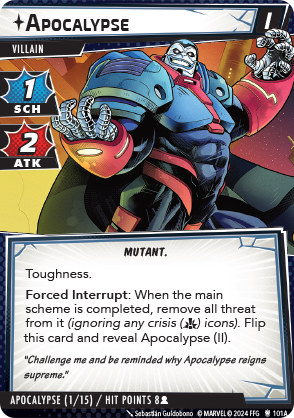 APOCALYPSE
I
VILLAIN
1
SCH
2
ATK
MUTANT.
Toughness.
Forced Interrupt: When the main
scheme is completed, remove all threat
from it (ignoring any crisis () icons). Flip
this card and reveal Apocalypse (II).
"Challenge me and be reminded why Apocalypse reigns
supreme."
APOCALYPSE (1/15) / HIT POINTS 8
Sebastián Guidobono © MARVEL © 2024 FFG 101A